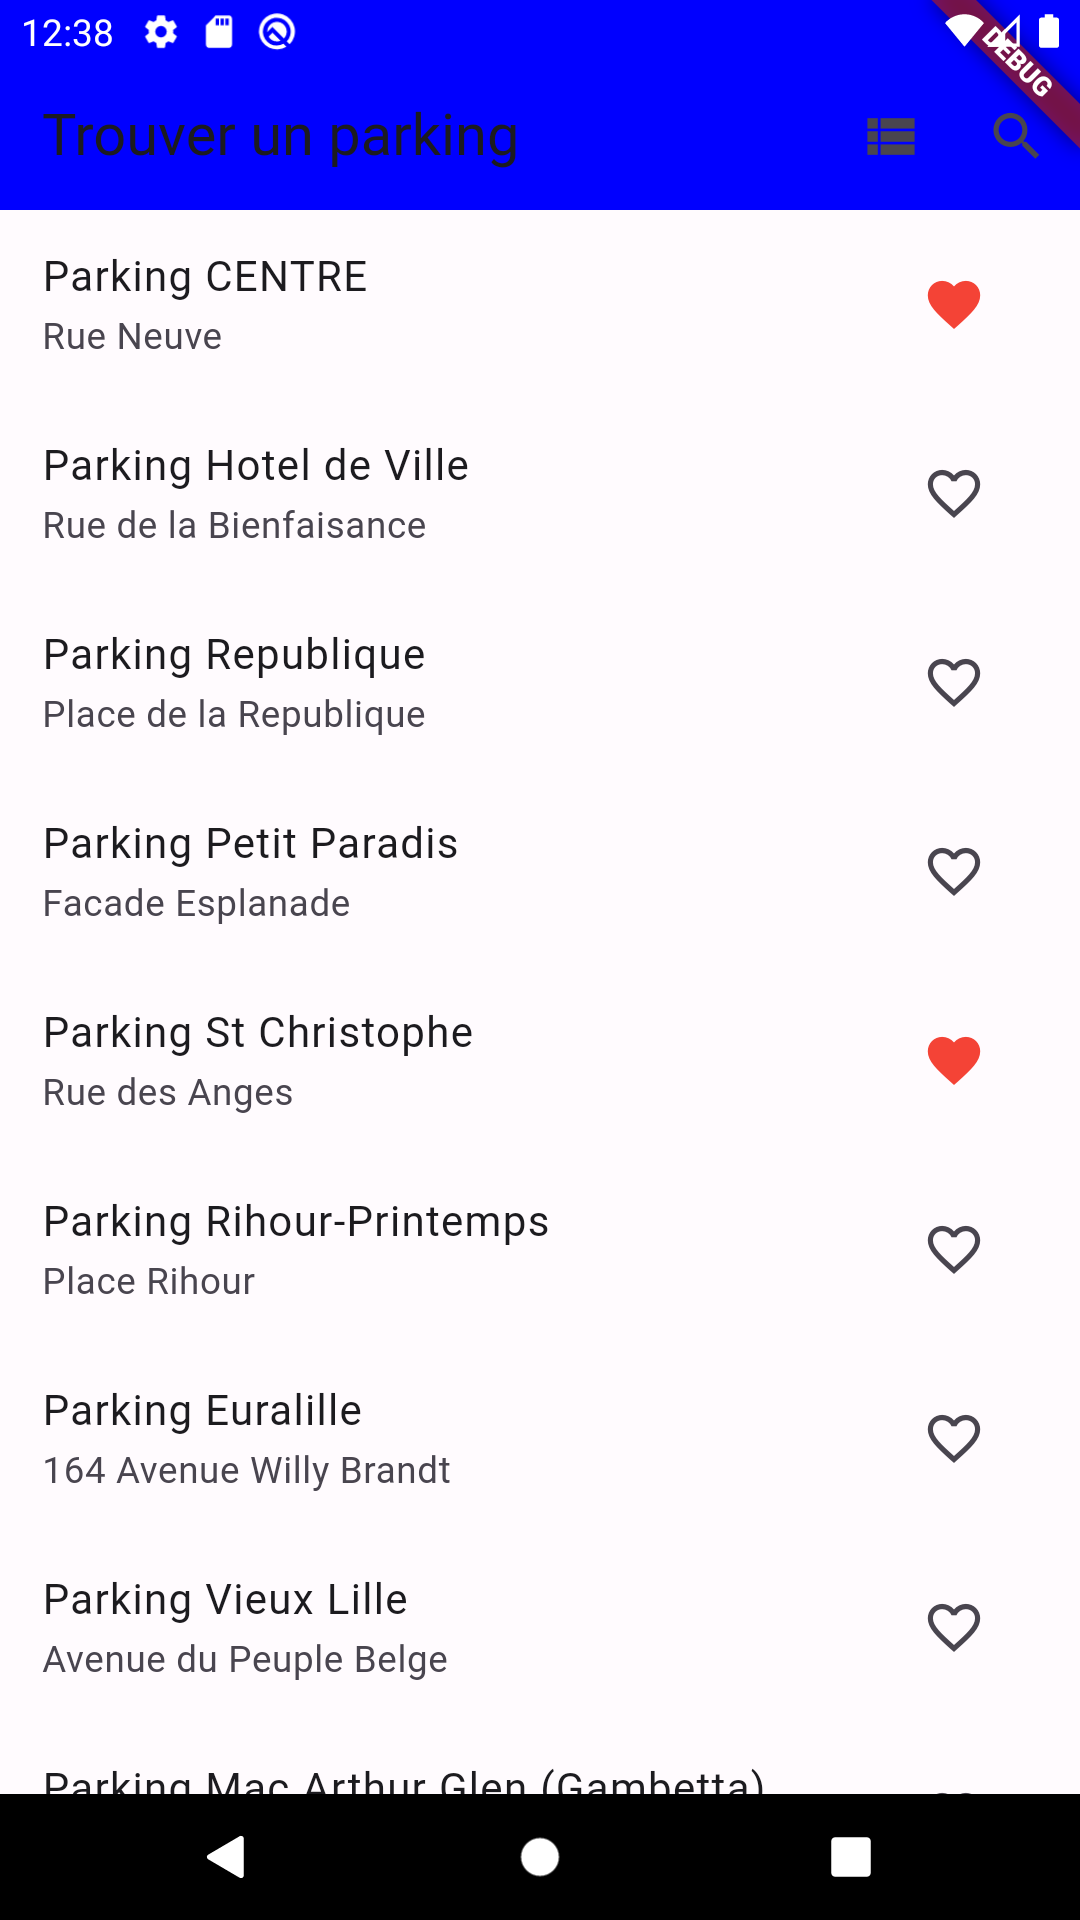 12:38
DEBUG
Trouver un parking
Parking CENTRE
Rue Neuve
Parking Hotel de Ville
Rue de la Bienfaisance
Parking Republique
Place de la Republique
Parking Petit Paradis
Facade Esplanade
Parking St Christophe
Rue des Anges
Parking Rihour-Printemps
Place Rihour
Parking Euralille
164 Avenue Willy Brandt
Parking Vieux Lille
Avenue du Peuple Belge
Parking Mac Arthur Glen (Gambetta)